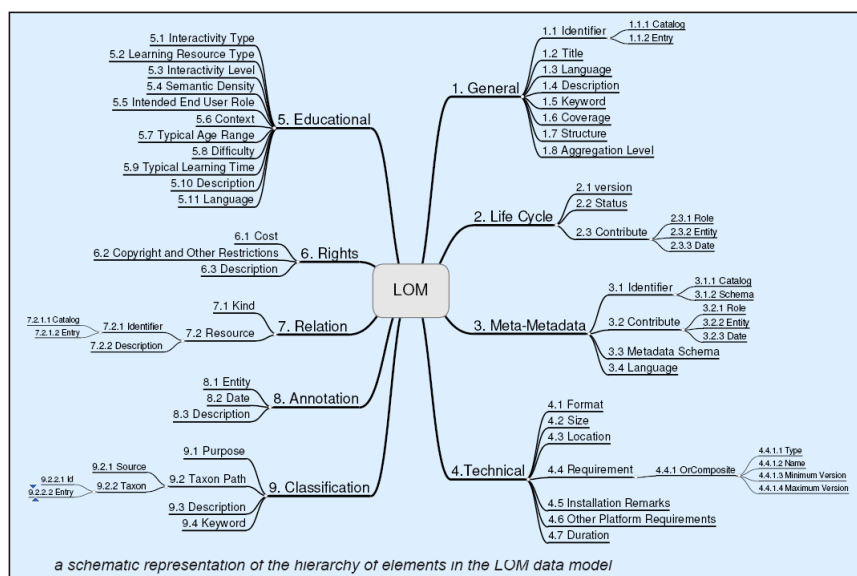 LOM
1. General
1.1 Identifier
1.1.1 Catalog
1.1.2 Entry
1.2 Title
1.3 Language
1.4 Description
1.5 Keyword
1.6 Coverage
1.7 Structure
1.8 Aggregation Level
2. Life Cycle
2.1 version
2.2 Status
2.3 Contribute
2.3.1 Role
2.3.2 Entity
2.3.3 Date
3. Meta-Metadata
3.1 Identifier
3.1.1 Catalog
3.1.2 Schema
3.2 Contribute
3.2.1 Role
3.2.2 Entity
3.2.3 Date
3.3 Metadata Schema
3.4 Language
4.Technical
4.1 Format
4.2 Size
4.3 Location
4.4 Requirement
4.4.1 OrComposite
4.4.1.1 Type
4.4.1.2 Name
4.4.1.3 Minimum Version
4.4.1.4 Maximum Version
4.5 Installation Remarks
4.6 Other Platform Requirements
4.7 Duration
5. Educational
5.1 Interactivity Type
5.2 Learning Resource Type
5.3 Interactivity Level
5.4 Semantic Density
5.5 Intended End User Role
5.6 Context
5.7 Typical Age Range
5.8 Difficulty
5.9 Typical Learning Time
5.10 Description
5.11 Language
6. Rights
6.1 Cost
6.2 Copyright and Other Restrictions
6.3 Description
7. Relation
7.1 Kind
7.2 Resource
7.2.1 Identifier
7.2.1.1 Catalog
7.2.1.2 Entry
7.2.2 Description
8. Annotation
8.1 Entity
8.2 Date
8.3 Description
9. Classification
9.1 Purpose
9.2 Taxon Path
9.2.1 Source
9.2.2 Taxon
9.2.2.1 Id
9.2.2.2 Entry
9.3 Description
9.4 Keyword
a schematic representation of the hierarchy of elements in the LOM data model